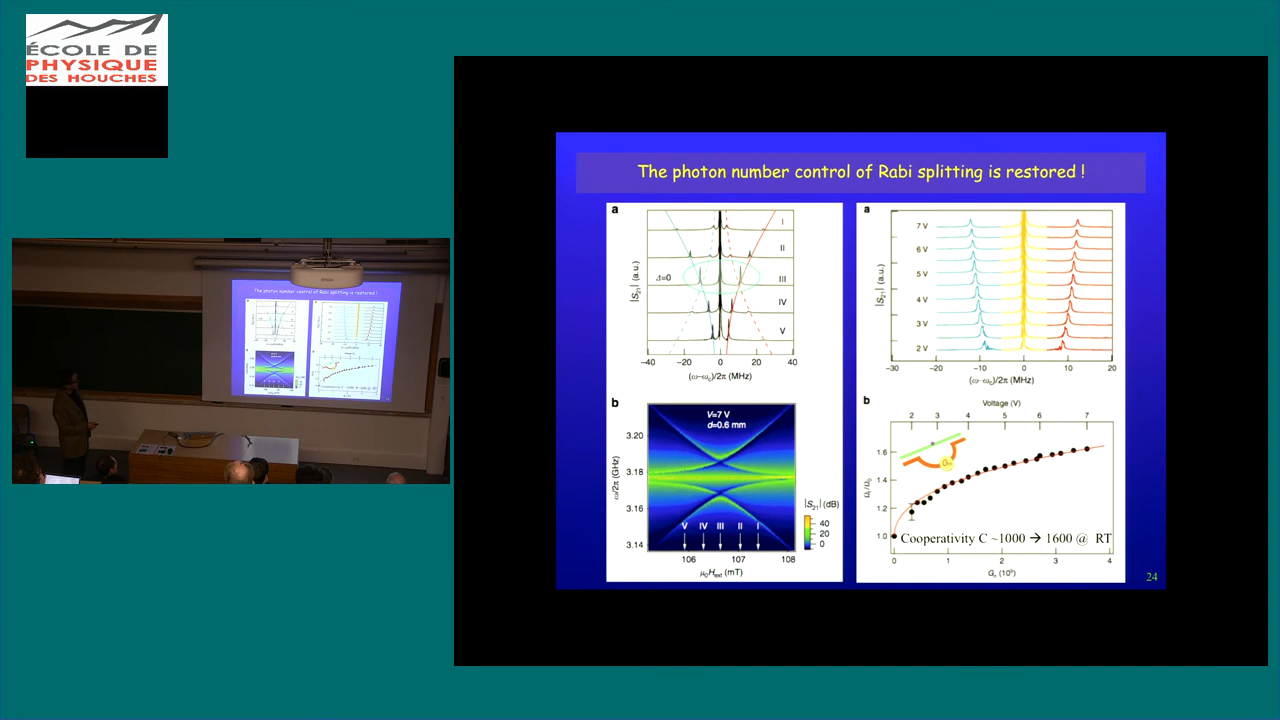 ÉCOLE DE
PHYSIQUE
DES HOUCHES
The photon number control of Rabi splitting is restored !
a
I
II
Δ=0
III
IV
V
|S21| (a.u.)
−40 −20 0 20 40
(ω−ωc)/2π (MHz)
b
V=7 V
d=0.6 mm
3.20
3.18
3.16
3.14
ω/2π (GHz)
V IV III II I
106 107 108
μ0Hext (mT)
|S21| (dB)
40
20
0
a
7 V
6 V
5 V
4 V
3 V
2 V
|S21| (a.u.)
−30 −20 −10 0 10 20
(ω−ωc)/2π (MHz)
b
Voltage (V)
2 3 4 5 6 7
1.6
1.4
1.2
1.0
Cooperativity C ~1000 → 1600 @ RT
0 1 2 3 4
24